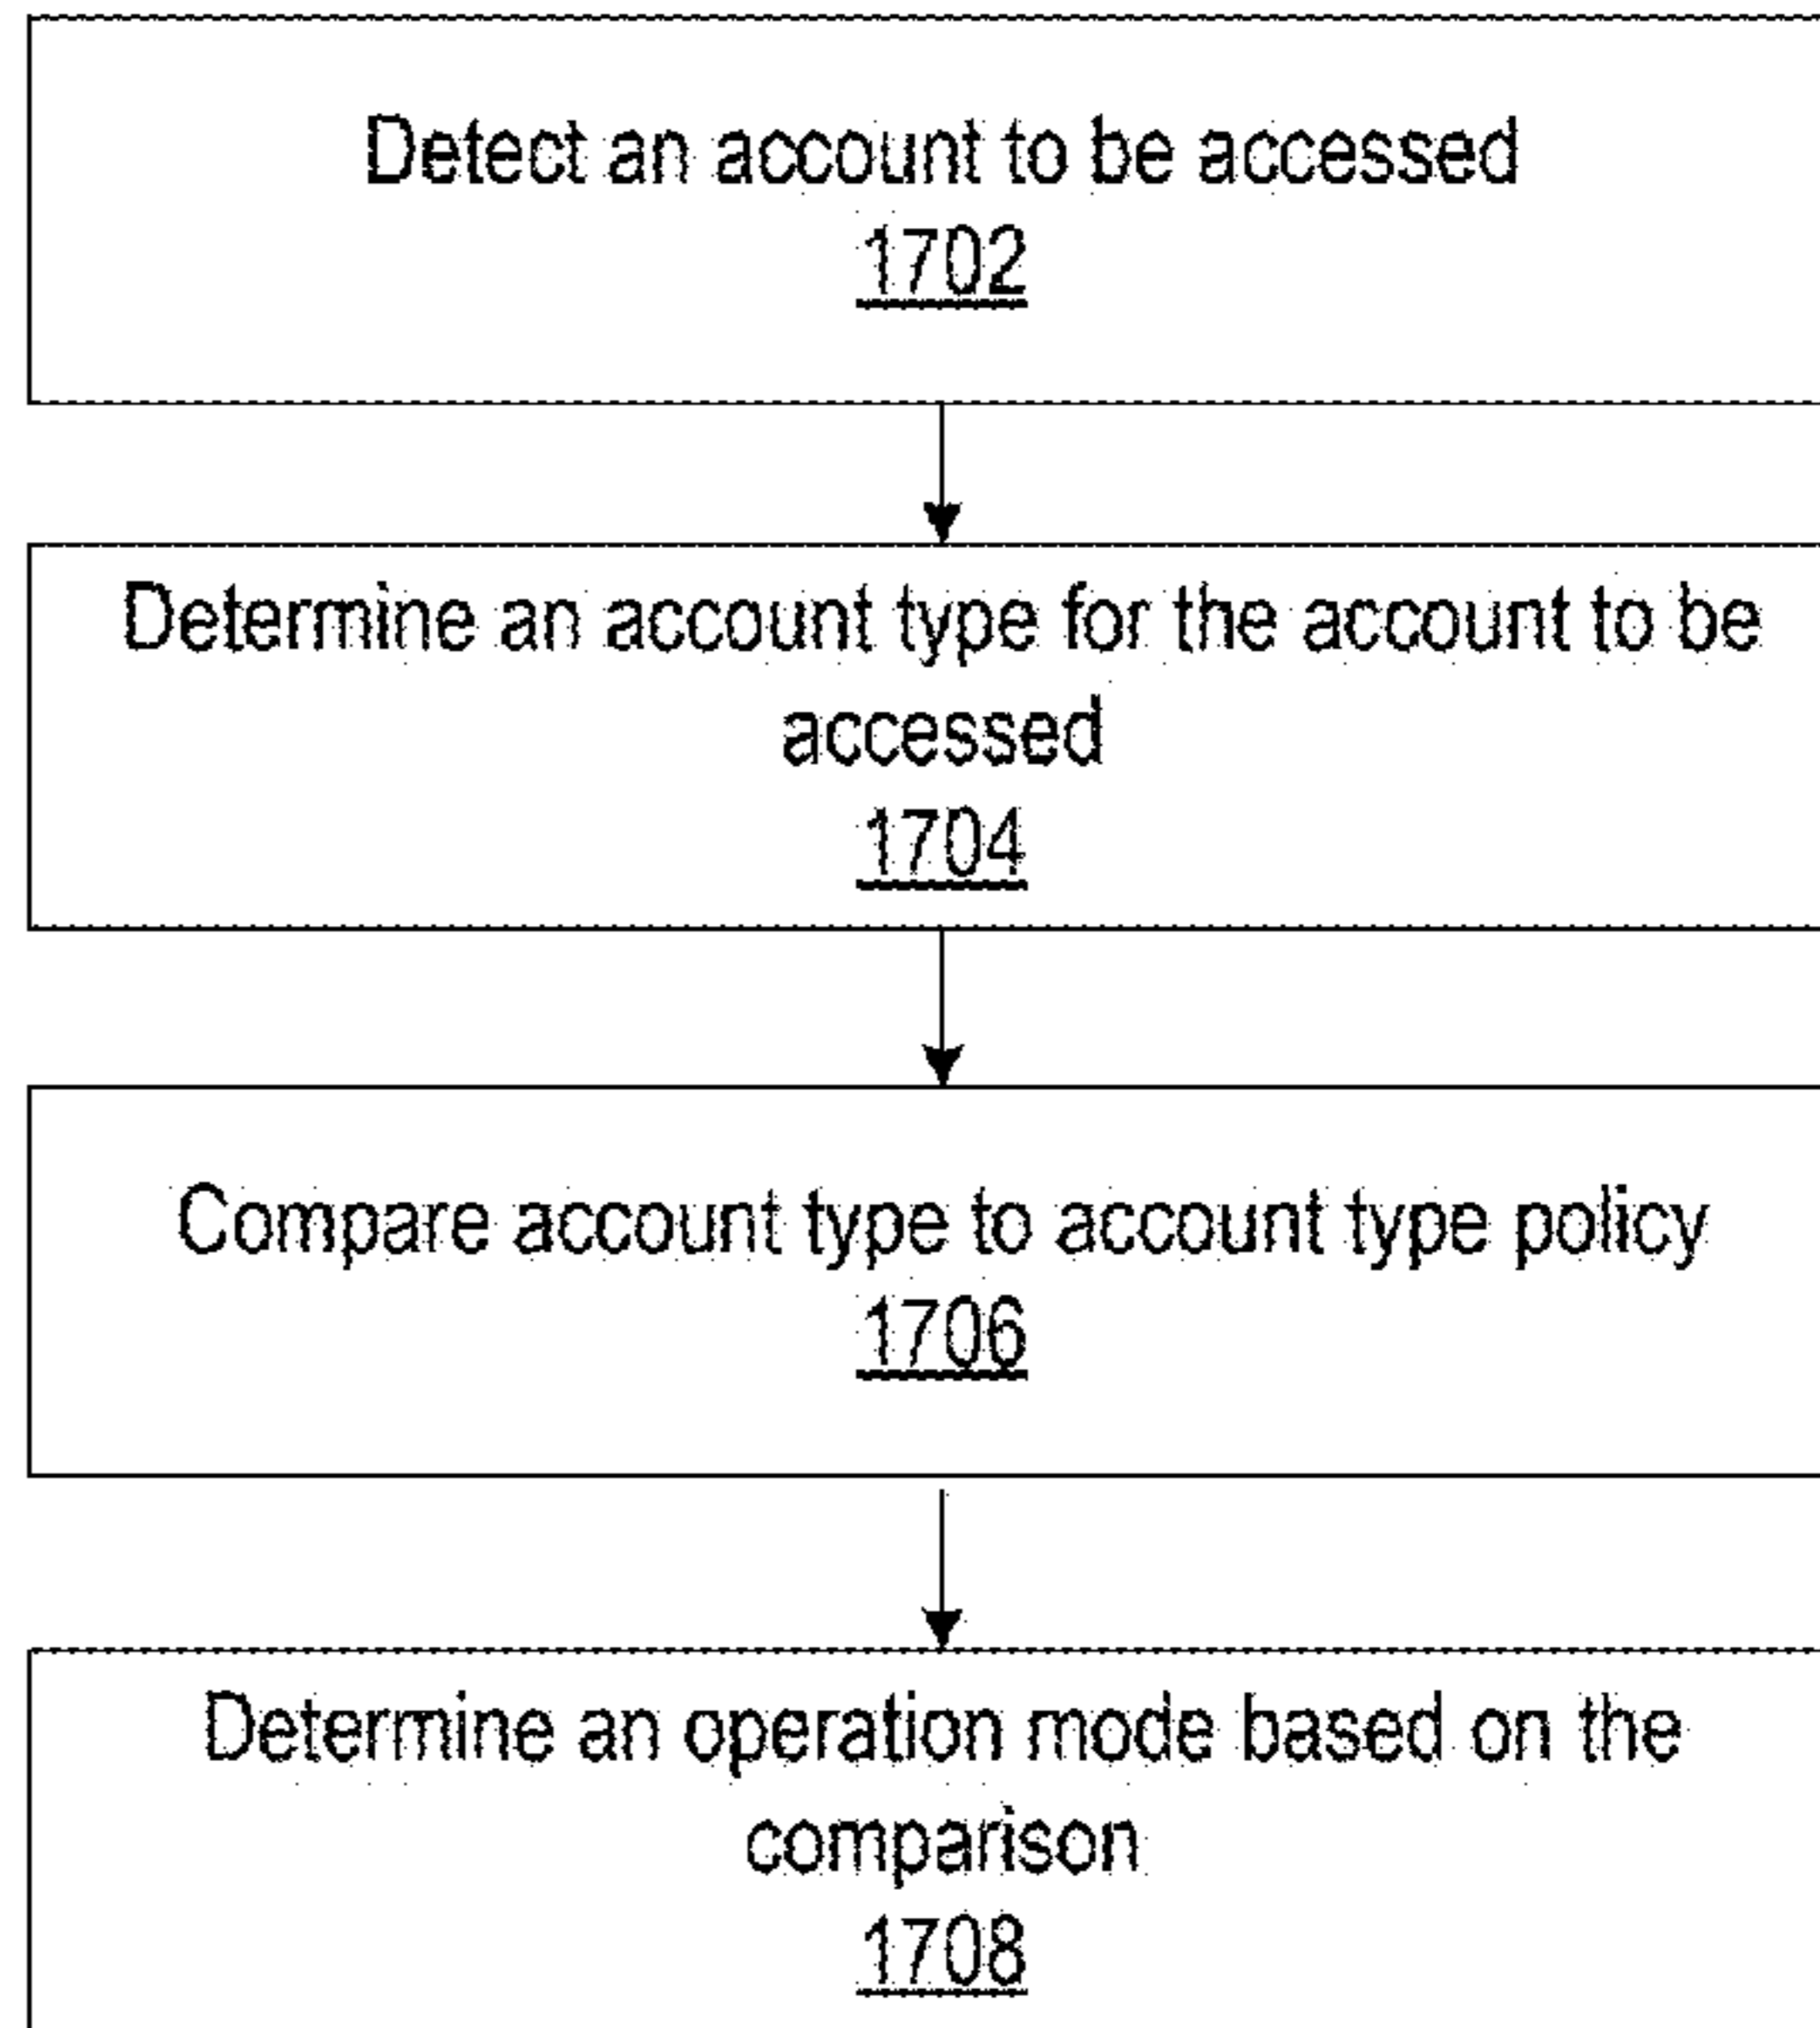 Detect an account to be accessed
1702
Determine an account type for the account to be
accessed
1704
Compare account type to account type policy
1706
Determine an operation mode based on the
comparison
1708